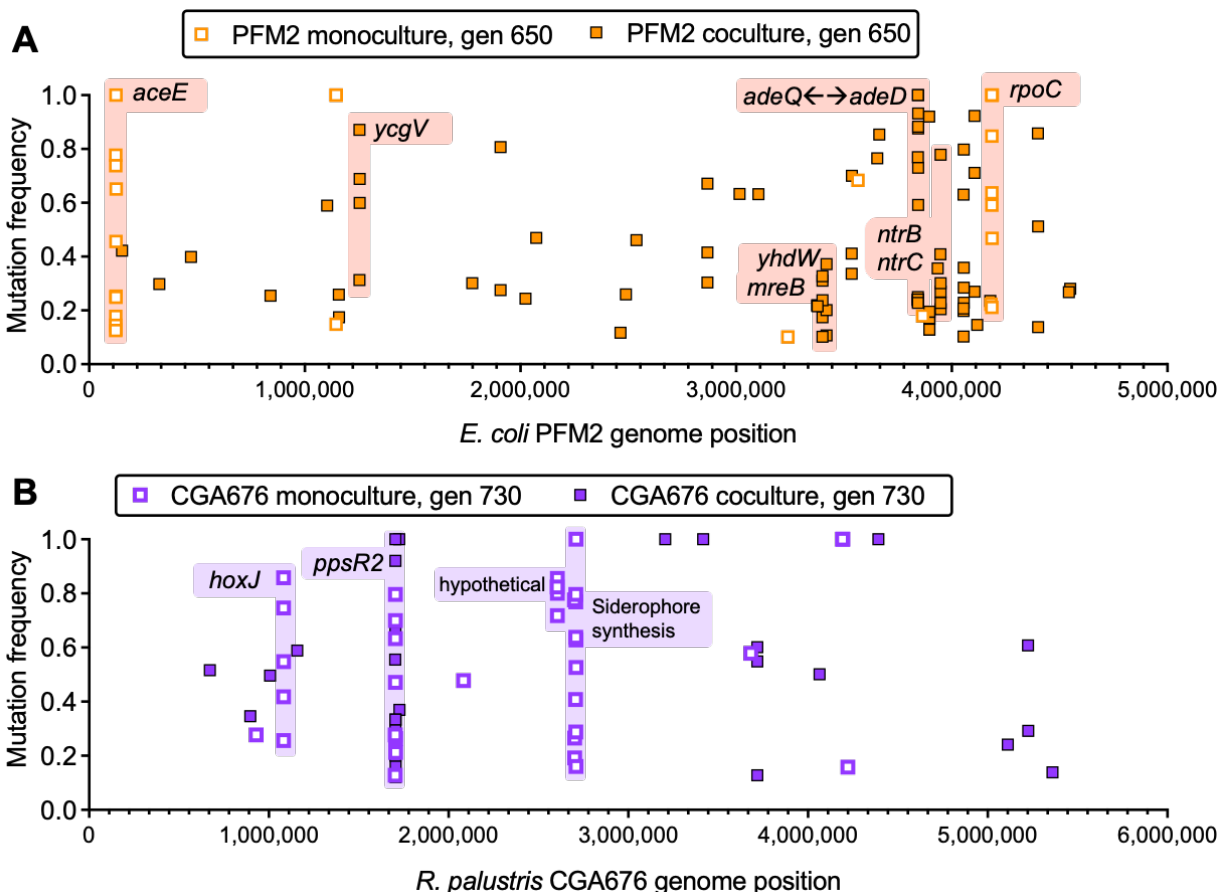 A
PFM2 monoculture, gen 650
PFM2 coculture, gen 650
Mutation frequency
1.0
0.8
0.6
0.4
0.2
0.0
aceE
ycgV
adeQ←→adeD
rpoC
ntrB
ntrC
yhdW
mreB
0
1,000,000
2,000,000
3,000,000
4,000,000
5,000,000
E. coli PFM2 genome position
B
CGA676 monoculture, gen 730
CGA676 coculture, gen 730
Mutation frequency
1.0
0.8
0.6
0.4
0.2
0.0
hoxJ
ppsR2
hypothetical
Siderophore
synthesis
0
1,000,000
2,000,000
3,000,000
4,000,000
5,000,000
6,000,000
R. palustris CGA676 genome position